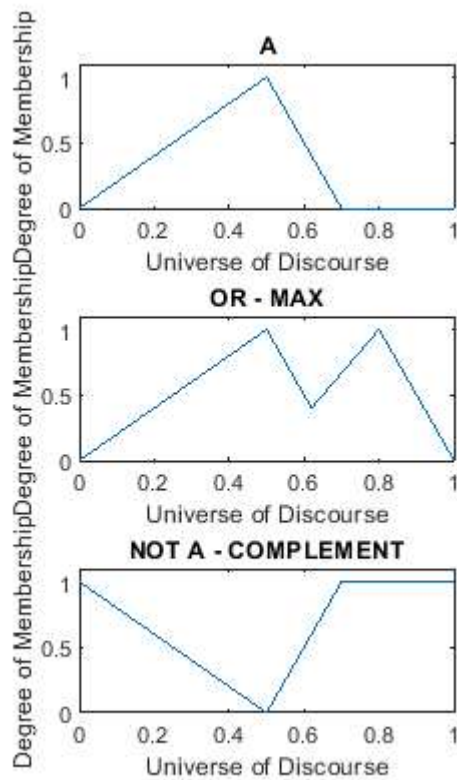 A
Degree of Membership
1
0.5
0
0 0.2 0.4 0.6 0.8 1
Universe of Discourse
OR - MAX
Degree of Membership
1
0.5
0
0 0.2 0.4 0.6 0.8 1
Universe of Discourse
NOT A - COMPLEMENT
Degree of Membership
1
0.5
0
0 0.2 0.4 0.6 0.8 1
Universe of Discourse